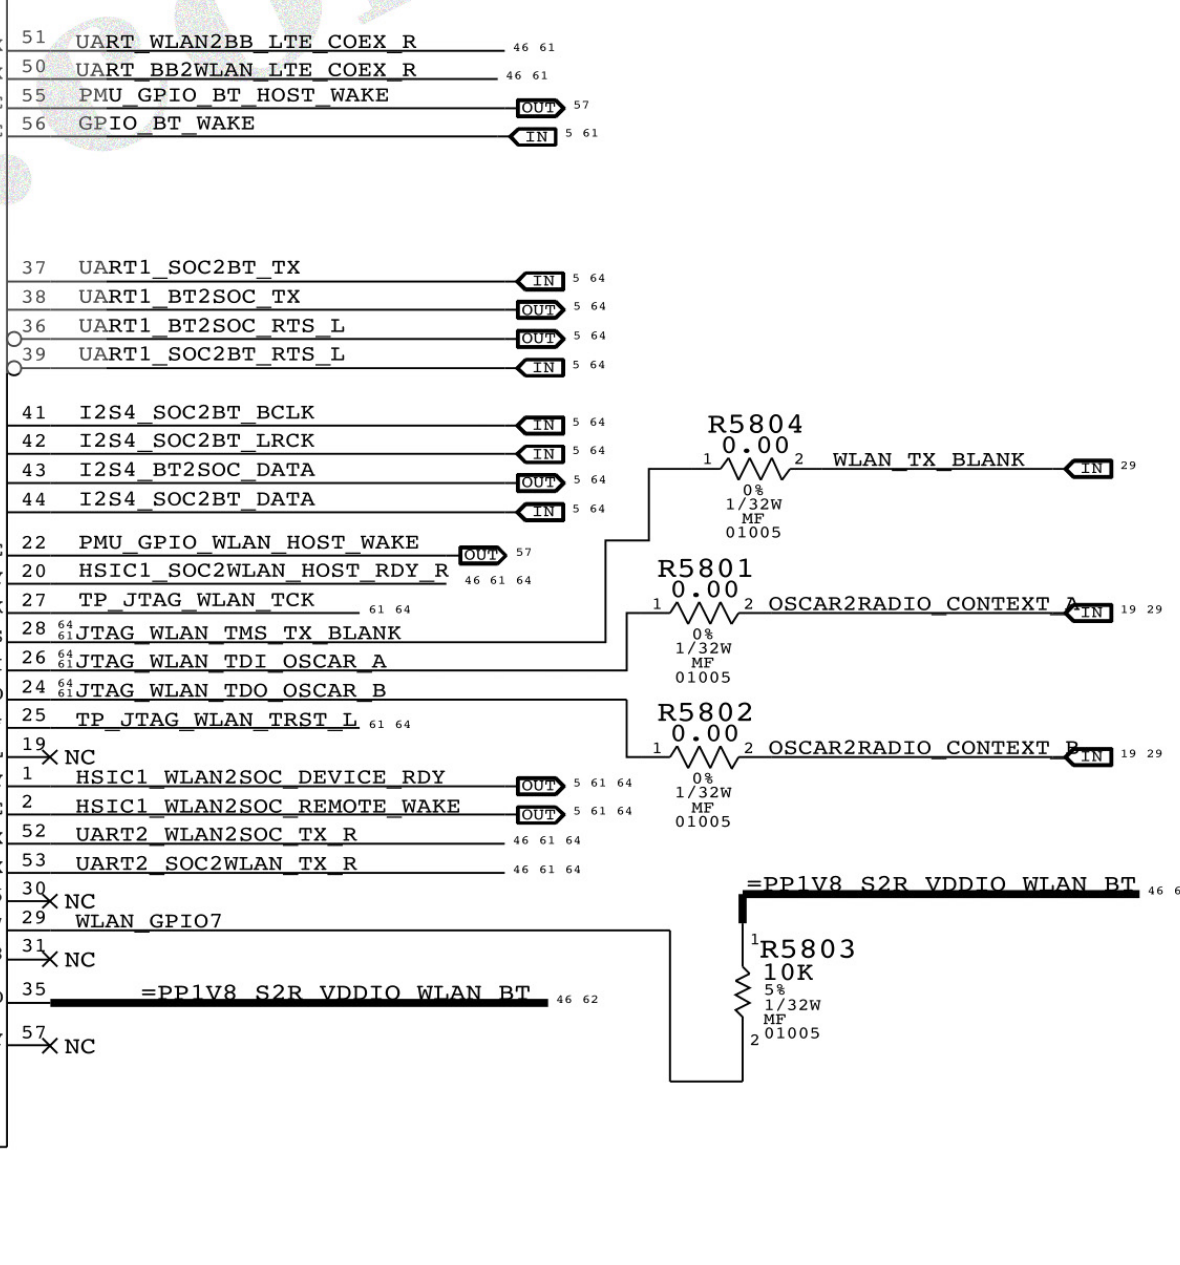 51 UART_WLAN2BB_LTE_COEX_R 46 61
50 UART_BB2WLAN_LTE_COEX_R 46 61
55 PMU_GPIO_BT_HOST_WAKE OUT 57
56 GPIO_BT_WAKE IN 5 61
37 UART1_SOC2BT_TX IN 5 64
38 UART1_BT2SOC_TX OUT 5 64
36 UART1_BT2SOC_RTS_L OUT 5 64
39 UART1_SOC2BT_RTS_L IN 5 64
41 I2S4_SOC2BT_BCLK IN 5 64
42 I2S4_SOC2BT_LRCK IN 5 64
43 I2S4_BT2SOC_DATA OUT 5 64
44 I2S4_SOC2BT_DATA IN 5 64
22 PMU_GPIO_WLAN_HOST_WAKE OUT 57
20 HSIC1_SOC2WLAN_HOST_RDY_R 46 61 64
27 TP_JTAG_WLAN_TCK 61 64
28 64 61 JTAG_WLAN_TMS_TX_BLANK
26 64 61 JTAG_WLAN_TDI_OSCAR_A
24 64 61 JTAG_WLAN_TDO_OSCAR_B
25 TP_JTAG_WLAN_TRST_L 61 64
19 NC
1 HSIC1_WLAN2SOC_DEVICE_RDY OUT 5 61 64
2 HSIC1_WLAN2SOC_REMOTE_WAKE OUT 5 61 64
52 UART2_WLAN2SOC_TX_R 46 61 64
53 UART2_SOC2WLAN_TX_R 46 61 64
30 NC
29 WLAN_GPIO7
31 NC
35 =PP1V8_S2R_VDDIO_WLAN_BT 46 62
57 NC
R5804
0.00
1 2 WLAN_TX_BLANK IN 29
0%
1/32W
MF
01005
R5801
0.00
1 2 OSCAR2RADIO_CONTEXT_A IN 19 29
0%
1/32W
MF
01005
R5802
0.00
1 2 OSCAR2RADIO_CONTEXT_B IN 19 29
0%
1/32W
MF
01005
=PP1V8_S2R_VDDIO_WLAN_BT 46
1 R5803
10K
5%
1/32W
MF
01005
2